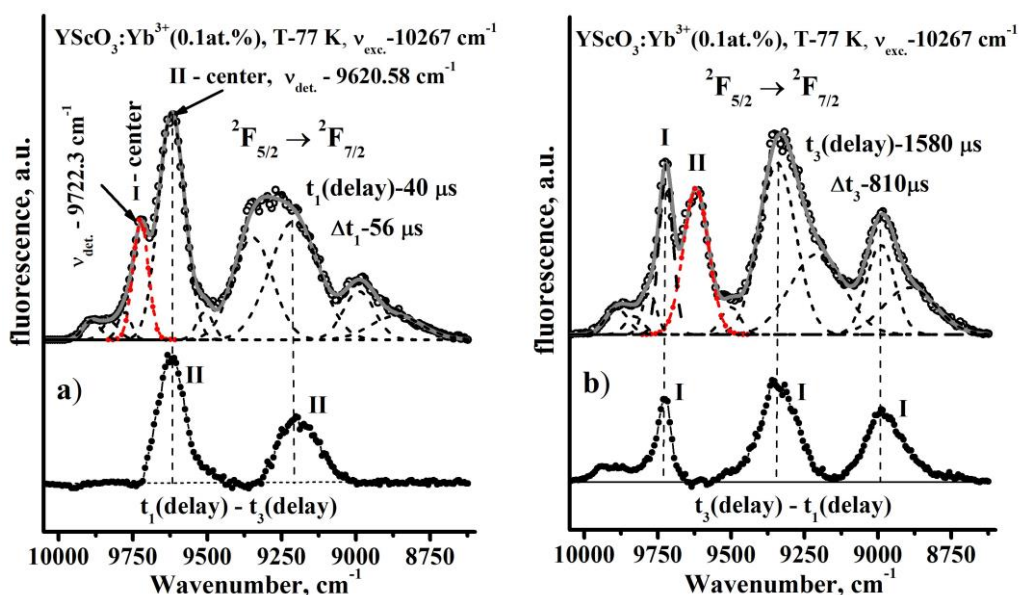 YScO₃:Yb³⁺(0.1at.%), T-77 K, ν_exc.-10267 cm⁻¹
II - center, ν_det. - 9620.58 cm⁻¹
ν_det. - 9722.3 cm⁻¹
I - center
²F₅/₂ → ²F₇/₂
t₁(delay)-40 μs
Δt₁-56 μs
fluorescence, a.u.
a)
II
II
t₁(delay) - t₃(delay)
10000 9750 9500 9250 9000 8750
Wavenumber, cm⁻¹
YScO₃:Yb³⁺(0.1at.%), T-77 K, ν_exc.-10267 cm⁻¹
²F₅/₂ → ²F₇/₂
I
II
t₃(delay)-1580 μs
Δt₃-810μs
fluorescence, a.u.
b)
I
I
I
t₃(delay) - t₁(delay)
10000 9750 9500 9250 9000 8750
Wavenumber, cm⁻¹